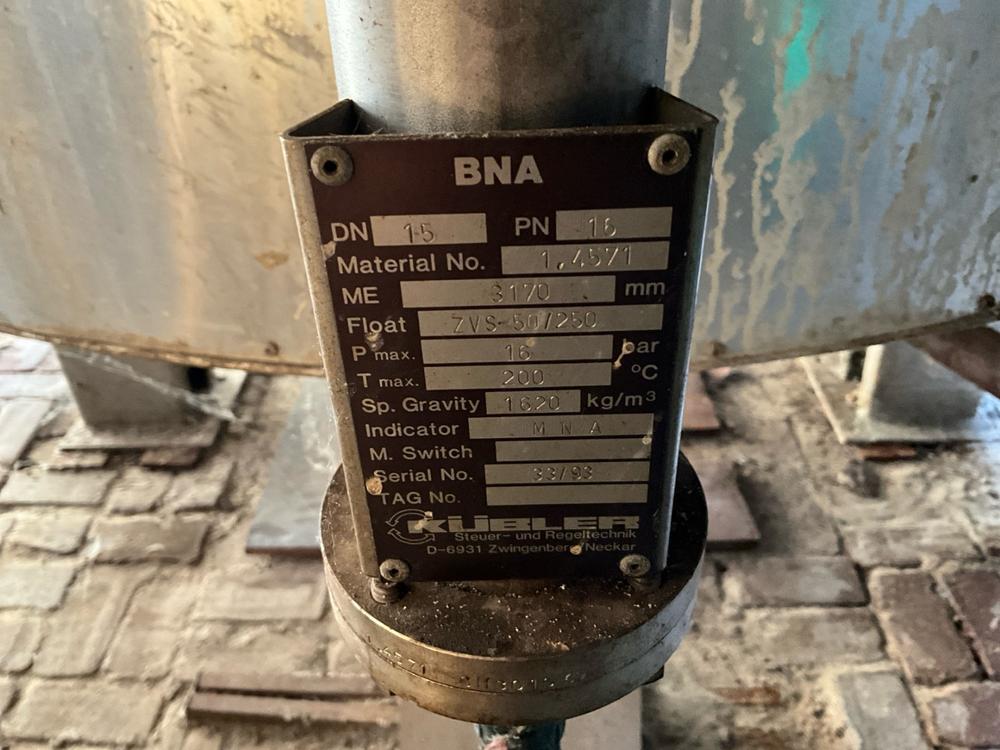 BNA
DN 15 PN 16
Material No. 1.4571
ME 3170 mm
Float ZVS-50/250
P max. 16 bar
T max. 200 °C
Sp. Gravity 1620 kg/m³
Indicator M N A
M. Switch
Serial No. 33/93
TAG No.
KÜBLER
Steuer- und Regeltechnik
D-6931 Zwingenberg/Neckar